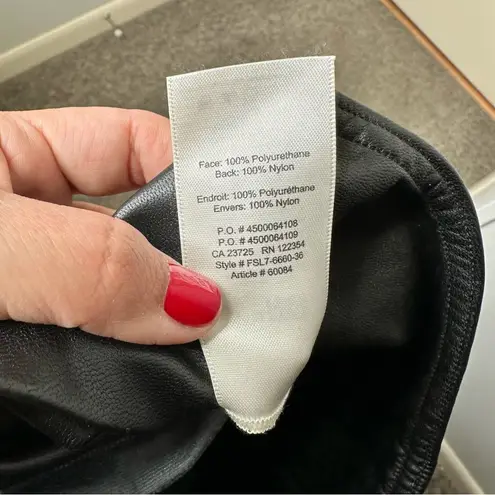 Face: 100% Polyurethane
Back: 100% Nylon
Endroit: 100% Polyuréthane
Envers: 100% Nylon
P.O. # 4500064108
P.O. # 4500064109
CA 23725 RN 122354
Style # FSL7-6660-36
Article # 60084